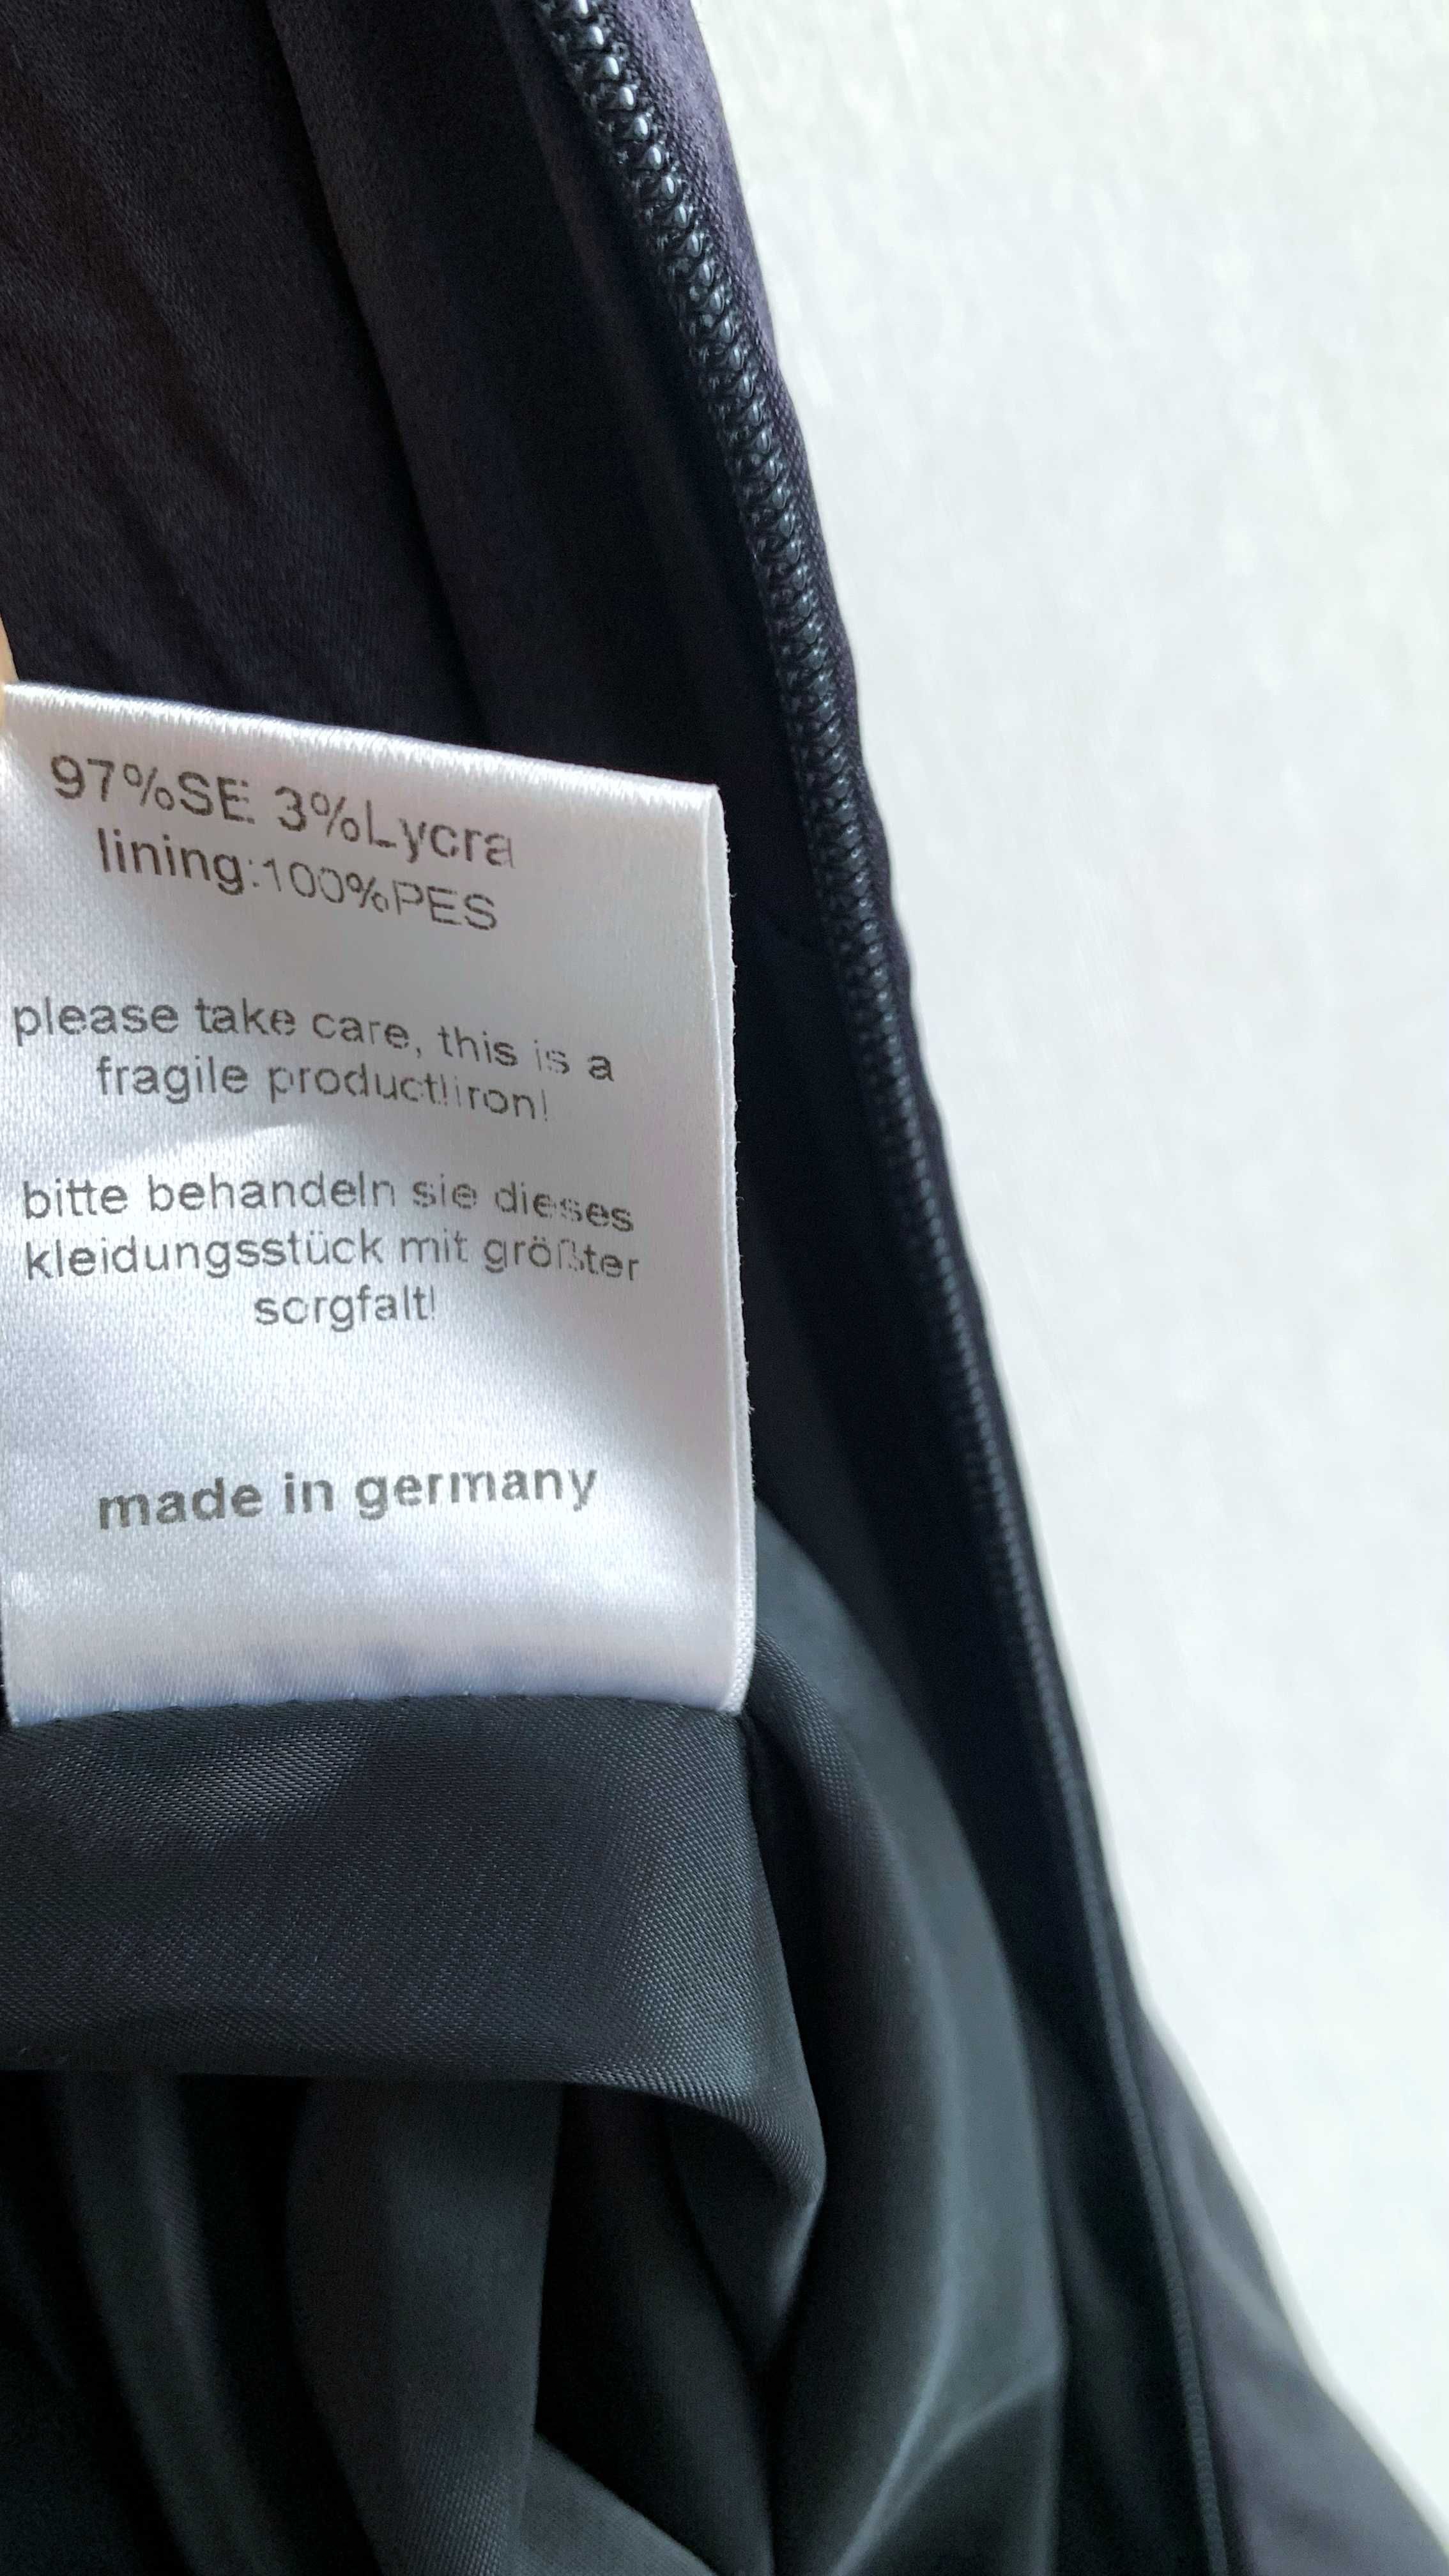 97%SE 3%Lycra
lining:100%PES
please take care, this is a
fragile product!iron!
bitte behandeln sie dieses
kleidungsstück mit größter
sorgfalt!
made in germany